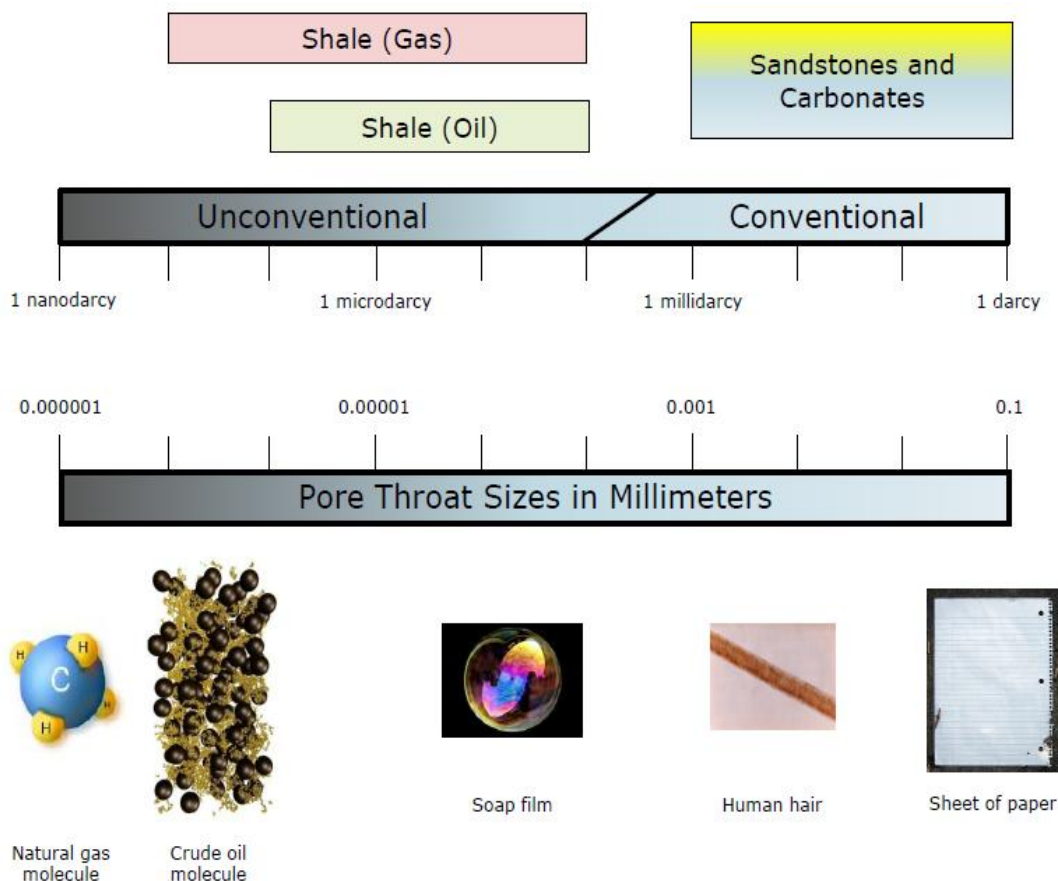 Shale (Gas)
Sandstones and
Carbonates
Shale (Oil)
Unconventional
Conventional
1 nanodarcy
1 microdarcy
1 millidarcy
1 darcy
0.000001
0.00001
0.001
0.1
Pore Throat Sizes in Millimeters
H
H
C
H
H
Soap film
Human hair
Sheet of paper
Natural gas
molecule
Crude oil
molecule